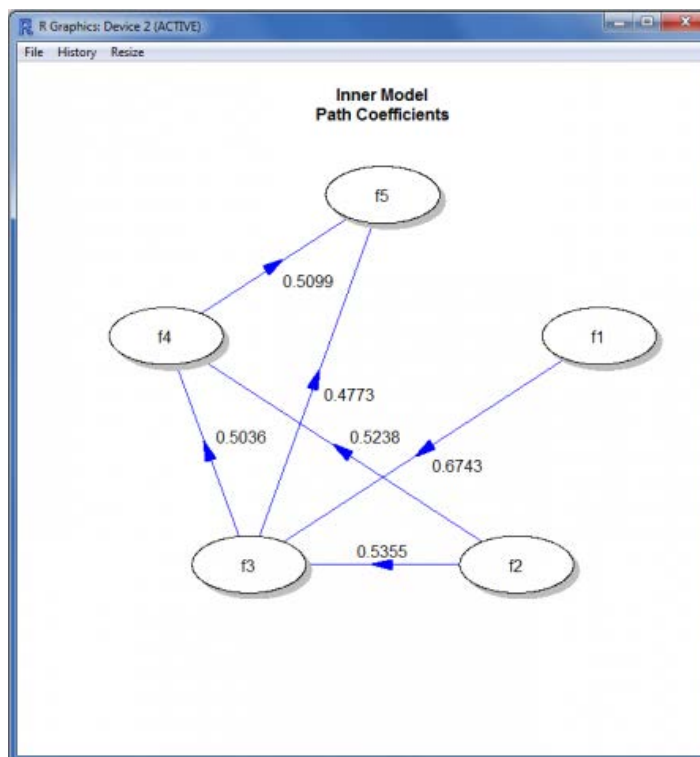 R Graphics: Device 2 (ACTIVE)
File History Resize
Inner Model
Path Coefficients
f5
0.5099
f4
f1
0.4773
0.5036
0.5238
0.6743
0.5355
f3
f2